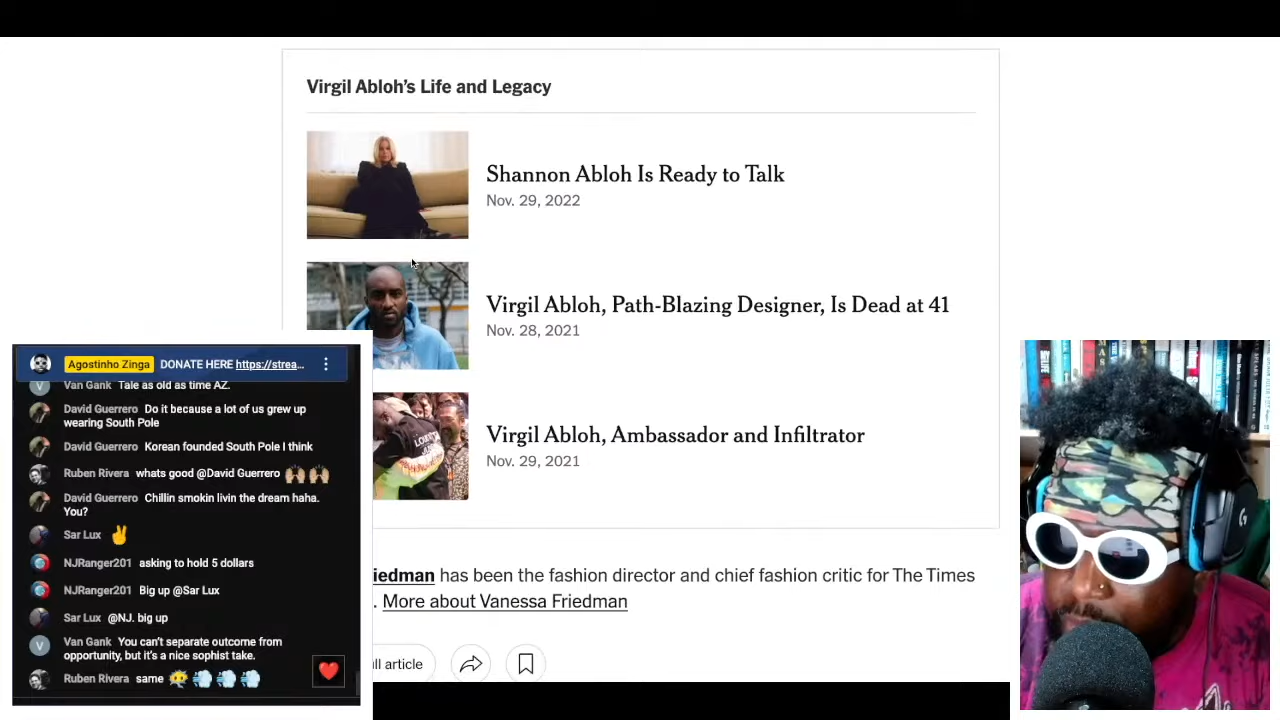 Virgil Abloh’s Life and Legacy
Shannon Abloh Is Ready to Talk
Nov. 29, 2022
Virgil Abloh, Path-Blazing Designer, Is Dead at 41
Nov. 28, 2021
Virgil Abloh, Ambassador and Infiltrator
Nov. 29, 2021
iedman has been the fashion director and chief fashion critic for The Times
. More about Vanessa Friedman
ll article
Agostinho Zinga DONATE HERE https://strea...
V Van Gank Tale as old as time AZ.
David Guerrero Do it because a lot of us grew up
wearing South Pole
David Guerrero Korean founded South Pole I think
Ruben Rivera whats good @David Guerrero 🙌🏼🙌🏼
David Guerrero Chillin smokin livin the dream haha.
You?
Sar Lux ✌️
NJRanger201 asking to hold 5 dollars
NJRanger201 Big up @Sar Lux
Sar Lux @NJ. big up
V Van Gank You can’t separate outcome from
opportunity, but it’s a nice sophist take.
Ruben Rivera same 💨💨💨